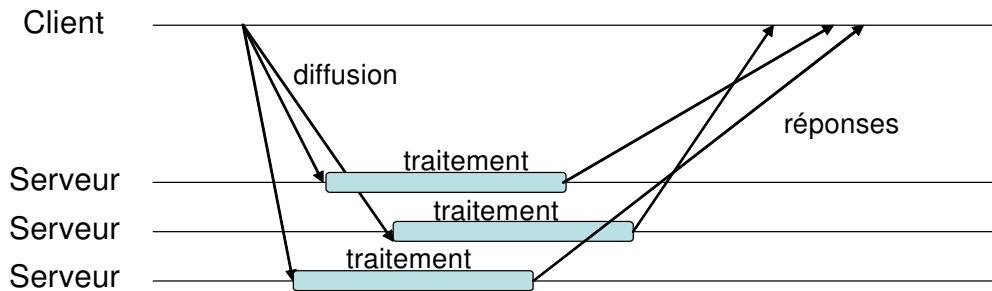 Client
diffusion
réponses
traitement
Serveur
traitement
Serveur
traitement
Serveur